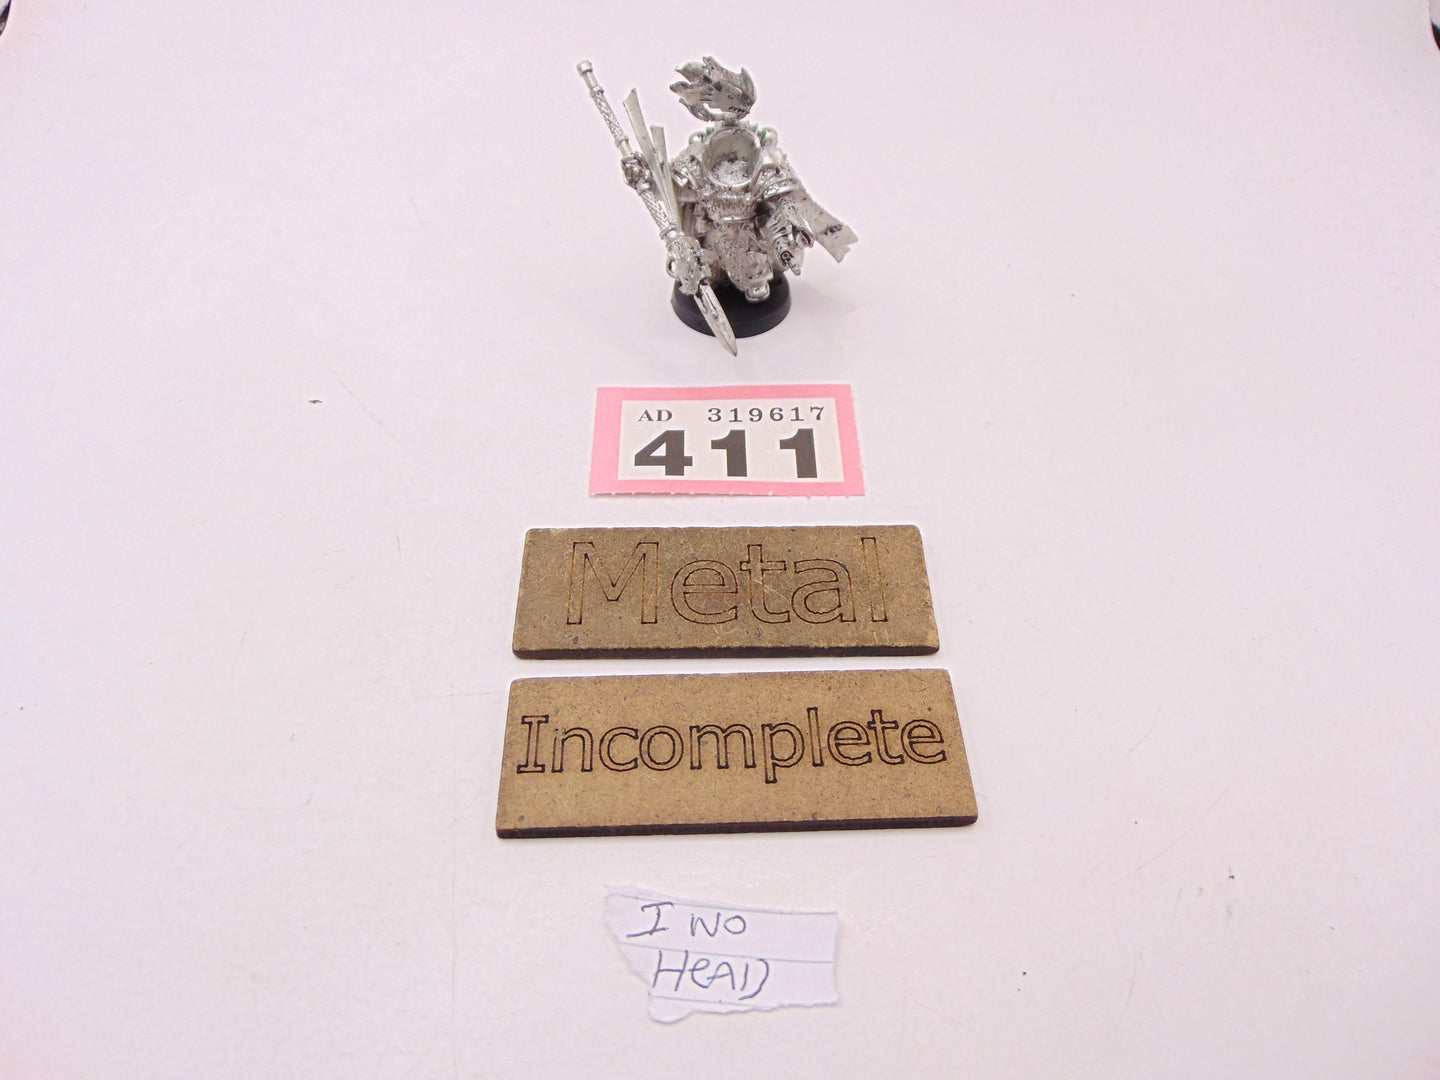 AD 319617
411
Metal
Incomplete
I NO
HEAD